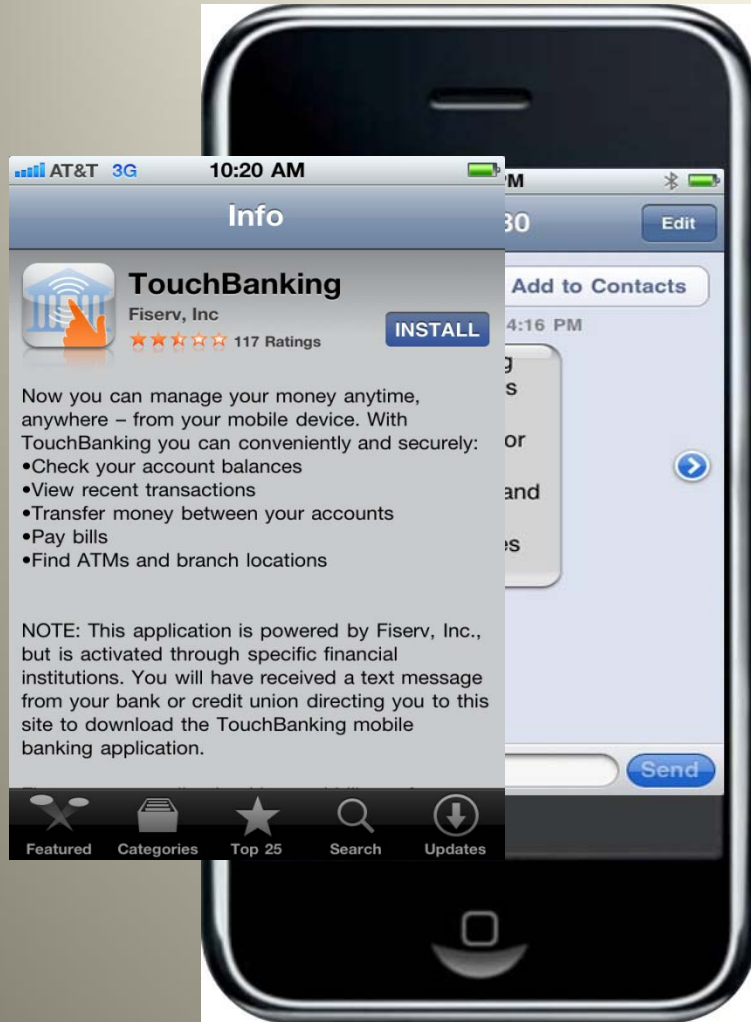 AT&T 3G 10:20 AM
Info
TouchBanking
Fiserv, Inc
117 Ratings
INSTALL
Now you can manage your money anytime,
anywhere – from your mobile device. With
TouchBanking you can conveniently and securely:
•Check your account balances
•View recent transactions
•Transfer money between your accounts
•Pay bills
•Find ATMs and branch locations
NOTE: This application is powered by Fiserv, Inc.,
but is activated through specific financial
institutions. You will have received a text message
from your bank or credit union directing you to this
site to download the TouchBanking mobile
banking application.
Featured Categories Top 25 Search Updates
Edit
Add to Contacts
4:16 PM
or
and
Send